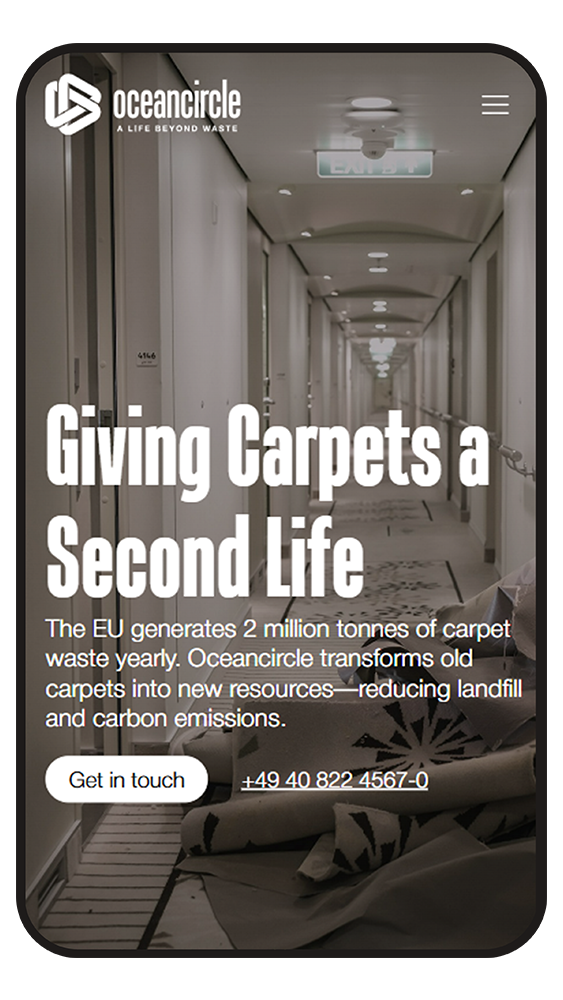 oceancircle
A LIFE BEYOND WASTE
EXIT
4146
Giving Carpets a
Second Life
The EU generates 2 million tonnes of carpet
waste yearly. Oceancircle transforms old
carpets into new resources—reducing landfill
and carbon emissions.
Get in touch
+49 40 822 4567-0